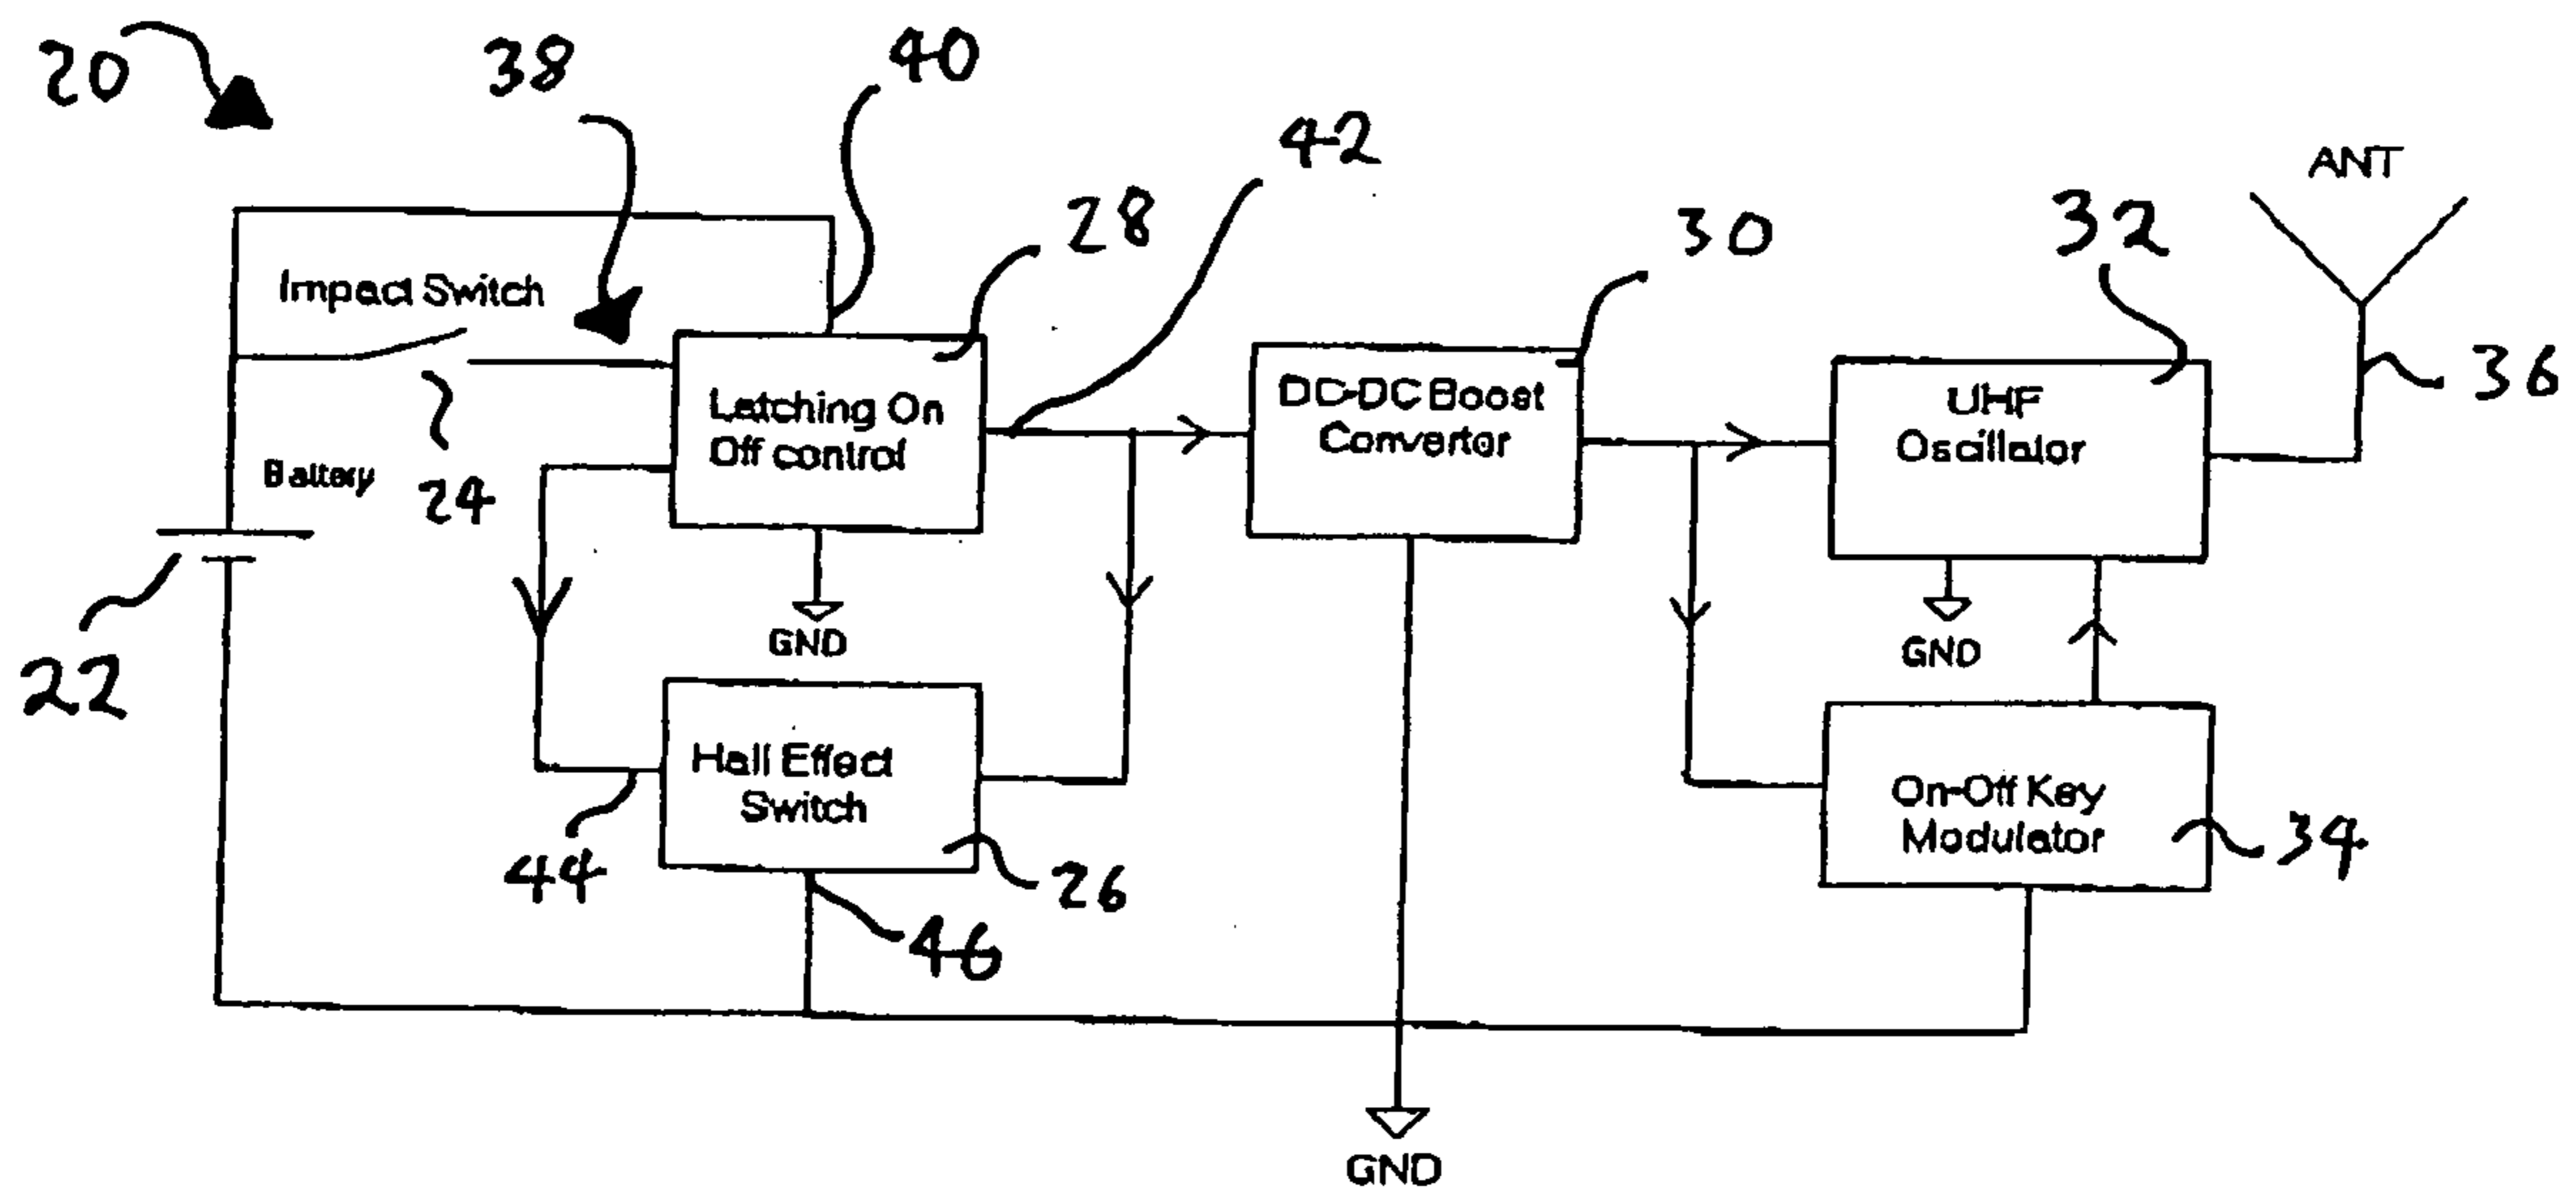 20
38
40
42
ANT
28
30
32
Impact Switch
36
Latching On
Off control
DC-DC Boost
Convertor
UHF
Oscillator
Battery
24
GND
GND
22
Hall Effect
Switch
On-Off Key
Modulator
34
44
26
46
GND